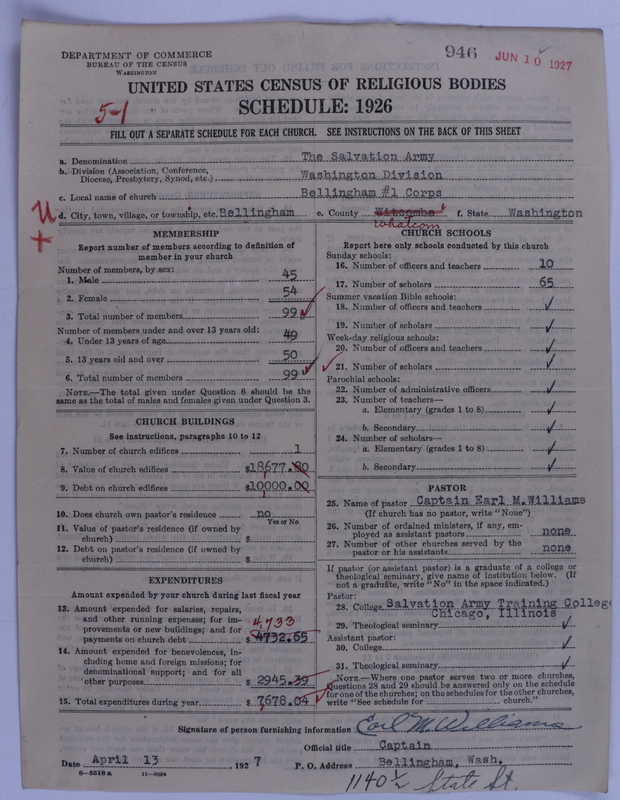 946 JUN 10 1927
DEPARTMENT OF COMMERCE
BUREAU OF THE CENSUS
WASHINGTON
UNITED STATES CENSUS OF RELIGIOUS BODIES
SCHEDULE: 1926
5-1
FILL OUT A SEPARATE SCHEDULE FOR EACH CHURCH. SEE INSTRUCTIONS ON THE BACK OF THIS SHEET
a. Denomination The Salvation Army
b. Division (Association, Conference, Diocese, Presbytery, Synod, etc.) Washington Division
c. Local name of church Bellingham #1 Corps
U
d. City, town, village, or township, etc. Bellingham e. County Witcombe f. State Washington
Whatcom
MEMBERSHIP
Report number of members according to definition of
member in your church
Number of members, by sex:
1. Male 45
2. Female 54
3. Total number of members 99
Number of members under and over 13 years old:
4. Under 13 years of age 49
5. 13 years old and over 50
6. Total number of members 99
NOTE.—The total given under Question 6 should be the
same as the total of males and females given under Question 3.
CHURCH BUILDINGS
See instructions, paragraphs 10 to 12
7. Number of church edifices 1
8. Value of church edifices $18677.80
9. Debt on church edifices $10000.00
10. Does church own pastor's residence? no
Yes or No
11. Value of pastor's residence (if owned by
church) $
12. Debt on pastor's residence (if owned by
church) $
EXPENDITURES
Amount expended by your church during last fiscal year
13. Amount expended for salaries, repairs,
and other running expenses; for im-
provements or new buildings; and for
payments on church debt $4732.65
4733
14. Amount expended for benevolences, in-
cluding home and foreign missions; for
denominational support; and for all
other purposes $2945.39
15. Total expenditures during year $7678.04
CHURCH SCHOOLS
Report here only schools conducted by this church
Sunday schools:
16. Number of officers and teachers 10
17. Number of scholars 65
Summer vacation Bible schools:
18. Number of officers and teachers
19. Number of scholars
Week-day religious schools:
20. Number of officers and teachers
21. Number of scholars
Parochial schools:
22. Number of administrative officers
23. Number of teachers—
a. Elementary (grades 1 to 8)
b. Secondary
24. Number of scholars—
a. Elementary (grades 1 to 8)
b. Secondary
PASTOR
25. Name of pastor Captain Earl M. Williams
(If church has no pastor, write "None")
26. Number of ordained ministers, if any, em-
ployed as assistant pastors none
27. Number of other churches served by the
pastor or his assistants none
If pastor (or assistant pastor) is a graduate of a college or
theological seminary, give name of institution below. (If
not a graduate, write "No" in the space indicated.)
Pastor:
28. College Salvation Army Training College
Chicago, Illinois
29. Theological seminary
Assistant pastor:
30. College
31. Theological seminary
NOTE.—Where one pastor serves two or more churches,
Questions 28 and 29 should be answered only on the schedule
for one of the churches; on the schedules for the other churches,
write "See schedule for church."
Signature of person furnishing information Earl M. Williams
Official title Captain
Date April 13 1927 P. O. Address Bellingham, Wash.
8-5518a 11-9034
1140½ State St.